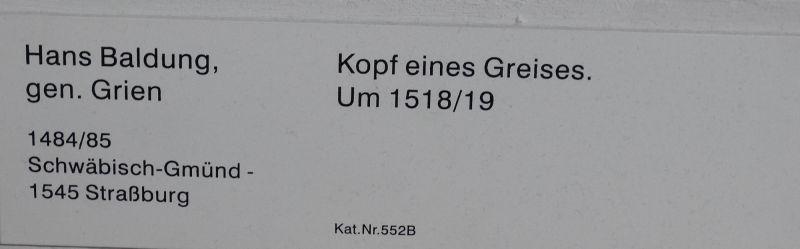 Hans Baldung,
gen. Grien
1484/85
Schwäbisch-Gmünd -
1545 Straßburg
Kopf eines Greises.
Um 1518/19
Kat.Nr.552B